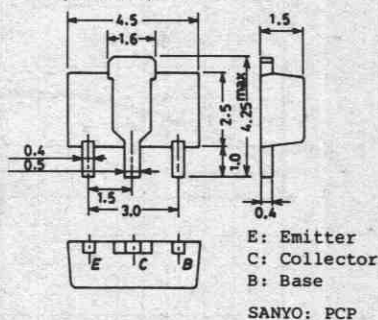 4.5
1.6
1.5
2.5
4.25max
1.0
0.4
0.5
1.5
3.0
0.4
E C B
E: Emitter
C: Collector
B: Base
SANYO: PCP